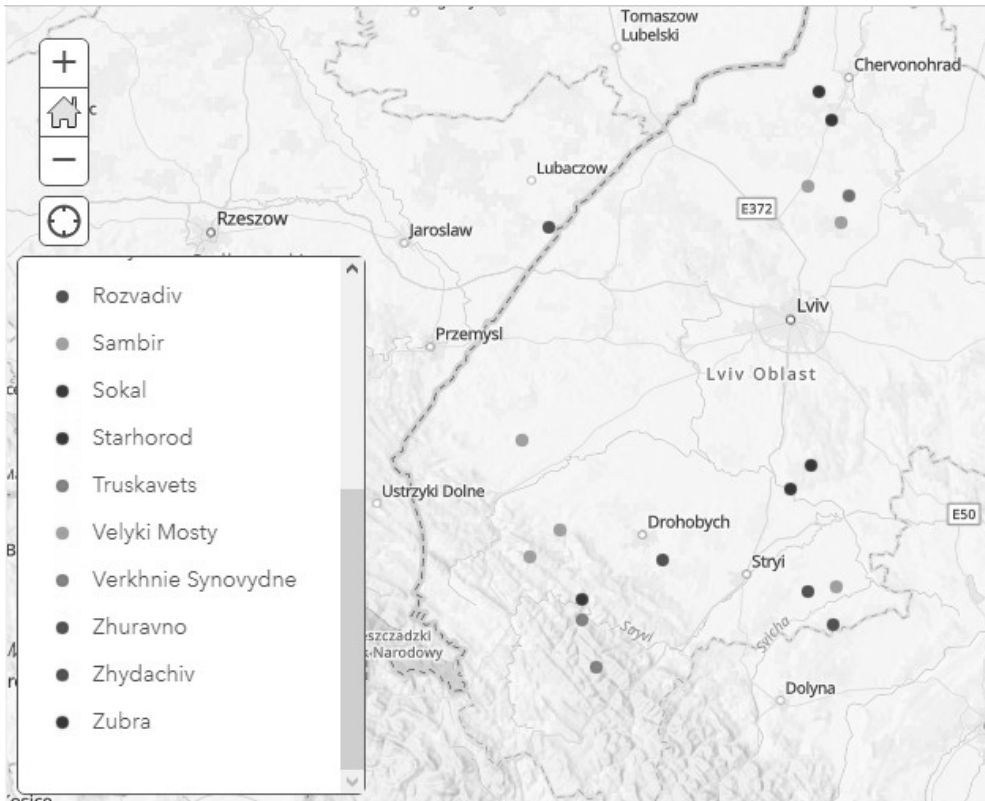 Tomaszow
Lubelski
Chervonohrad
+
Lubaczow
−
E372
Rzeszow
Jaroslaw
Lviv
Przemysl
Lviv Oblast
Rozvadiv
Sambir
Sokal
Starhorod
Truskavets
Velyki Mosty
Verkhnie Synovydne
Zhuravno
Zhydachiv
Zubra
Ustrzyki Dolne
E50
Drohobych
Stryi
Stryi
Svicha
Narodowy
Dolyna